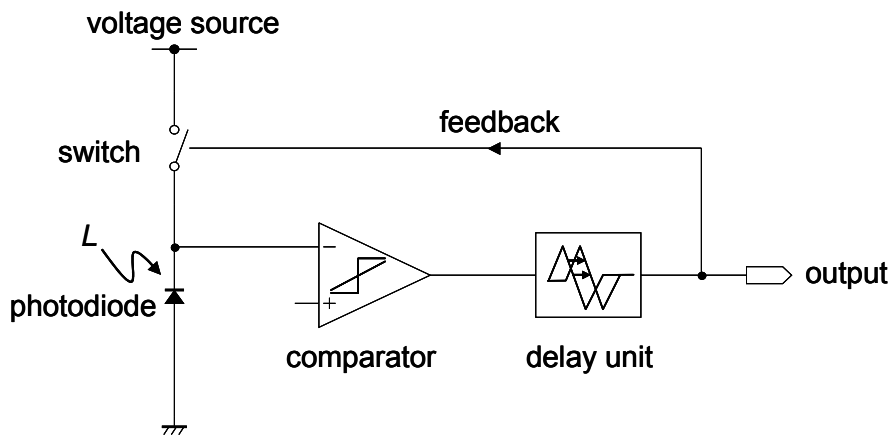 voltage source
feedback
switch
L
−
+
photodiode
output
comparator
delay unit